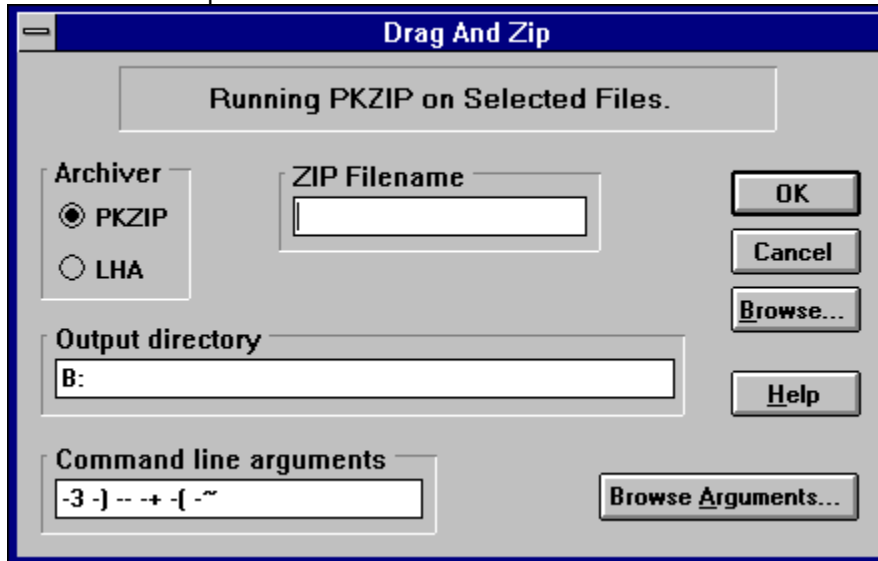 Drag And Zip
Running PKZIP on Selected Files.
Archiver
PKZIP
LHA
ZIP Filename
OK
Cancel
Browse...
Output directory
B:
Help
Command line arguments
-3 -) -- -+ -( -~
Browse Arguments...